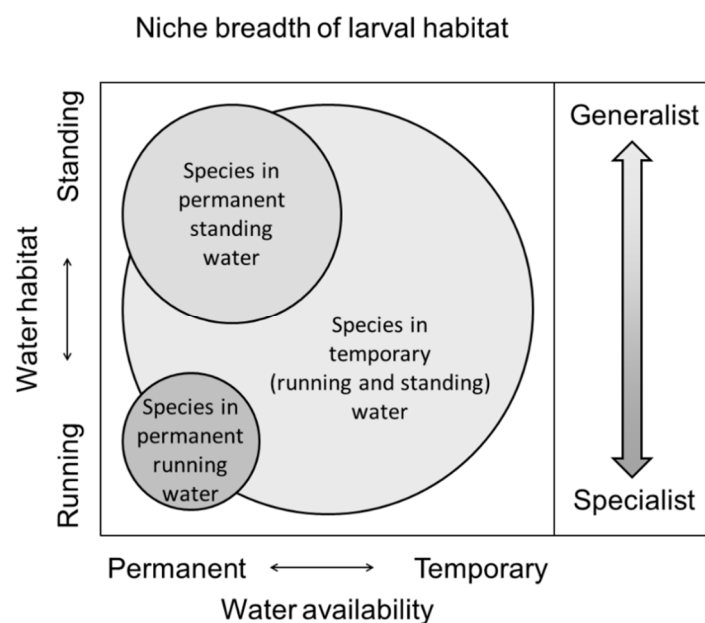 Niche breadth of larval habitat
Standing
Water habitat
Running
Species in
permanent
standing
water
Species in
temporary
(running and standing)
water
Species in
permanent
running
water
Generalist
Specialist
Permanent
Temporary
Water availability